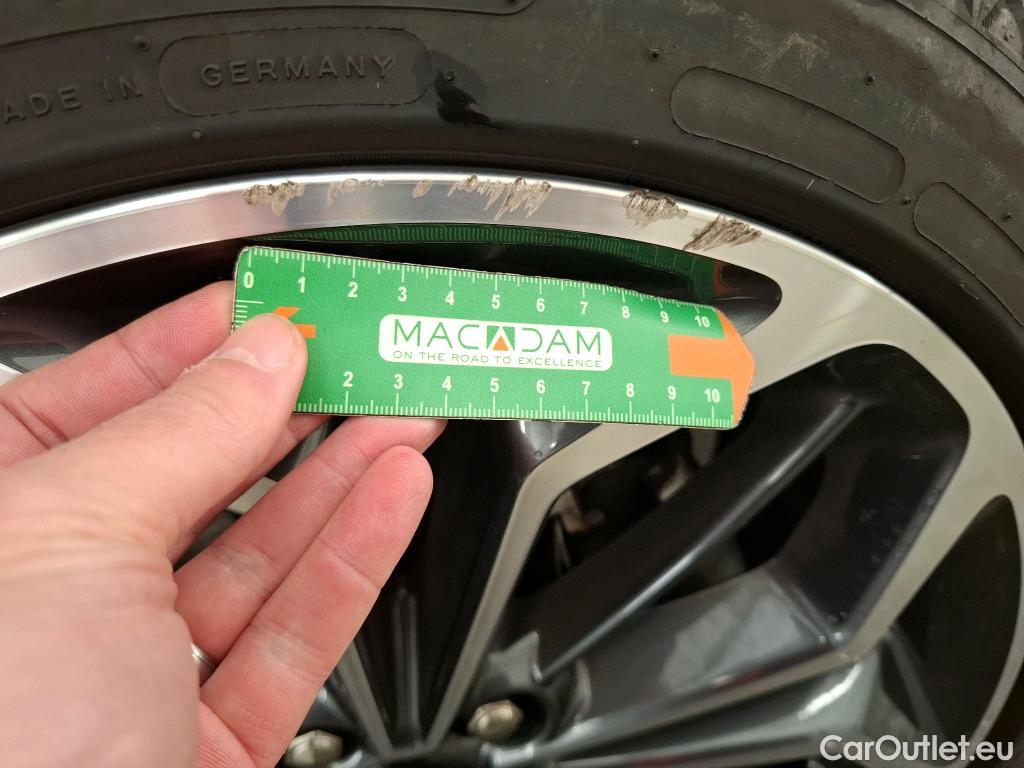 MADE IN GERMANY
0 1 2 3 4 5 6 7 8 9 10
MACADAM
ON THE ROAD TO EXCELLENCE
2 3 4 5 6 7 8 9 10
CarOutlet.eu